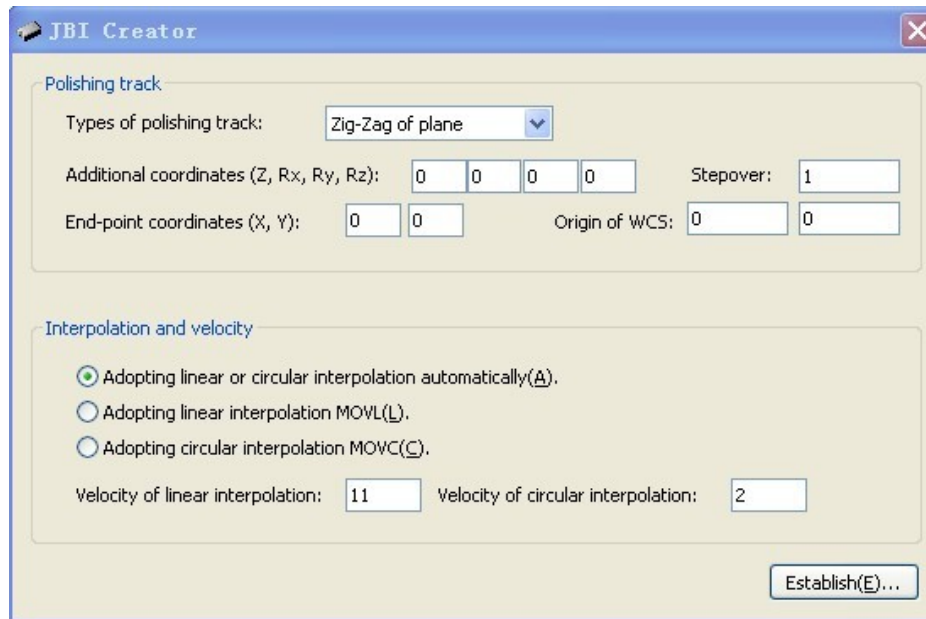 JBI Creator
Polishing track
Types of polishing track: Zig-Zag of plane
Additional coordinates (Z, Rx, Ry, Rz): 0 0 0 0 Stepover: 1
End-point coordinates (X, Y): 0 0 Origin of WCS: 0 0
Interpolation and velocity
Adopting linear or circular interpolation automatically(A).
Adopting linear interpolation MOVL(L).
Adopting circular interpolation MOVC(C).
Velocity of linear interpolation: 11 Velocity of circular interpolation: 2
Establish(E)...